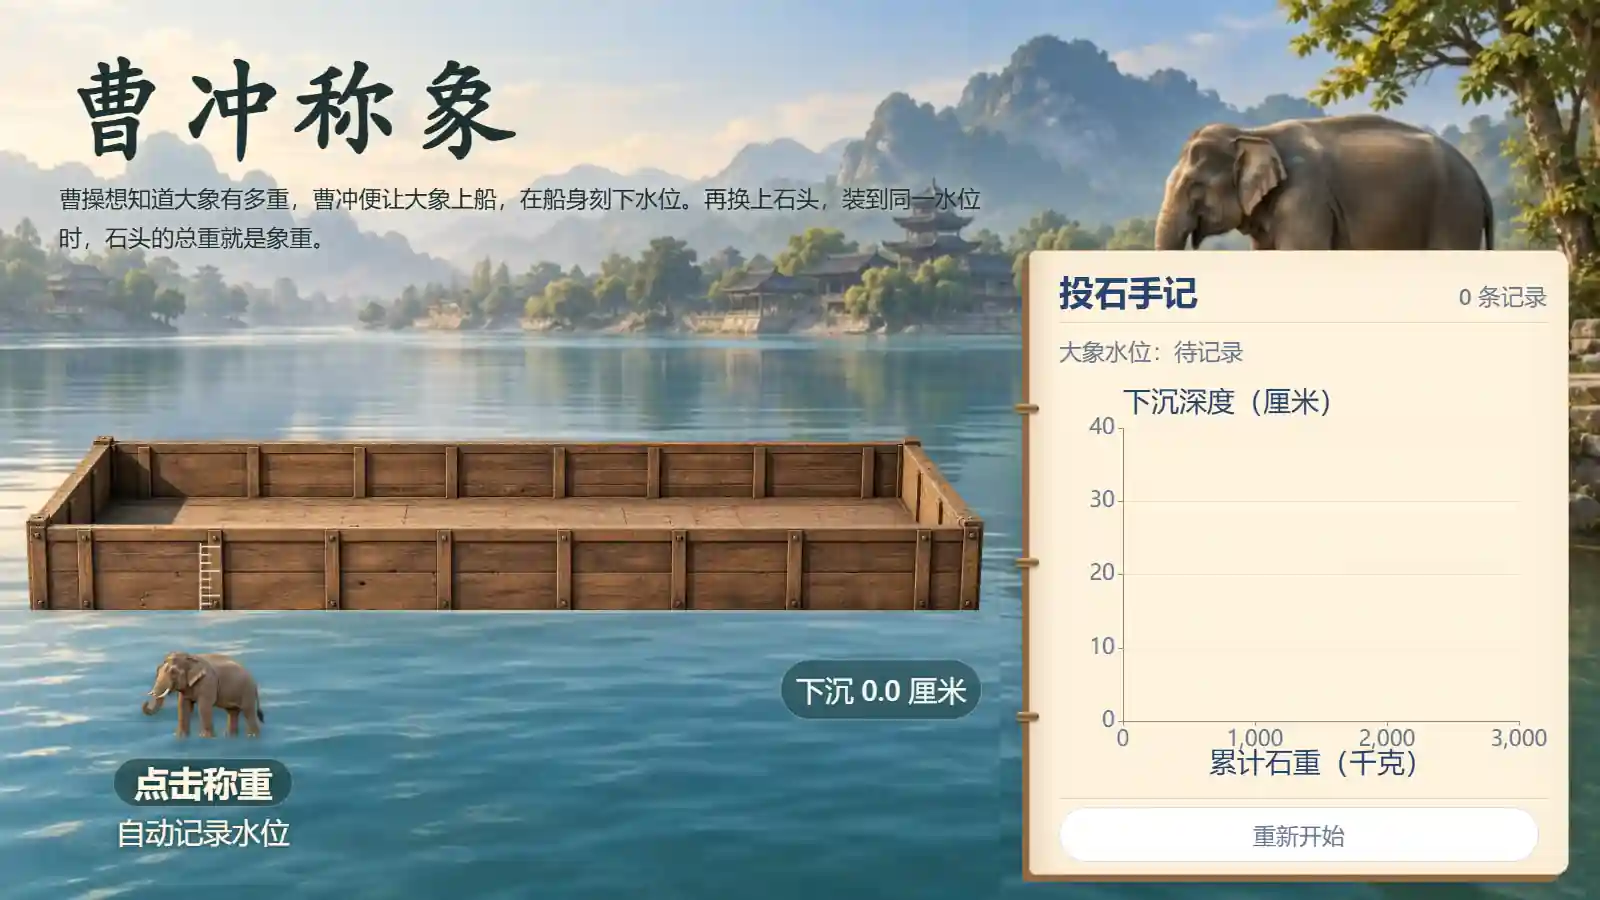 曹冲称象
曹操想知道大象有多重，曹冲便让大象上船，在船身刻下水位。再换上石头，装到同一水位
时，石头的总重就是象重。
投石手记
0 条记录
大象水位：待记录
下沉深度（厘米）
40
30
20
10
0
0
1,000
2,000
3,000
累计石重（千克）
重新开始
下沉 0.0 厘米
点击称重
自动记录水位